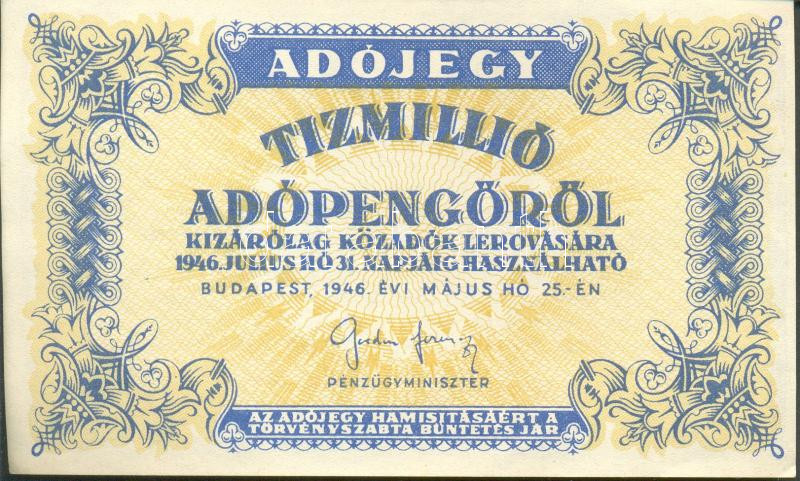 ADÓJEGY
TIZMILLIÓ
ADÓPENGŐRŐL
KIZÁRÓLAG KÖZADÓK LEROVÁSÁRA
1946. JULIUS HÓ 31. NAPJÁIG HASZNÁLHATÓ
BUDAPEST, 1946. ÉVI MÁJUS HÓ 25.-ÉN
PÉNZÜGYMINISZTER
AZ ADÓJEGY HAMISITÁSÁÉRT A
TÖRVÉNYSZABTA BÜNTETÉS JÁR